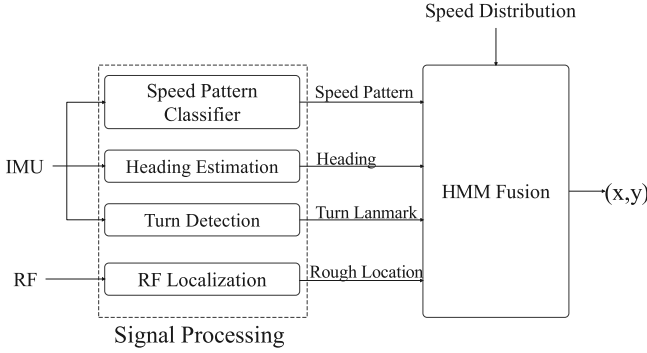 Speed Distribution
Speed Pattern
Classifier
Speed Pattern
IMU
Heading Estimation
Heading
HMM Fusion
(x,y)
Turn Detection
Turn Lanmark
RF
RF Localization
Rough Location
Signal Processing